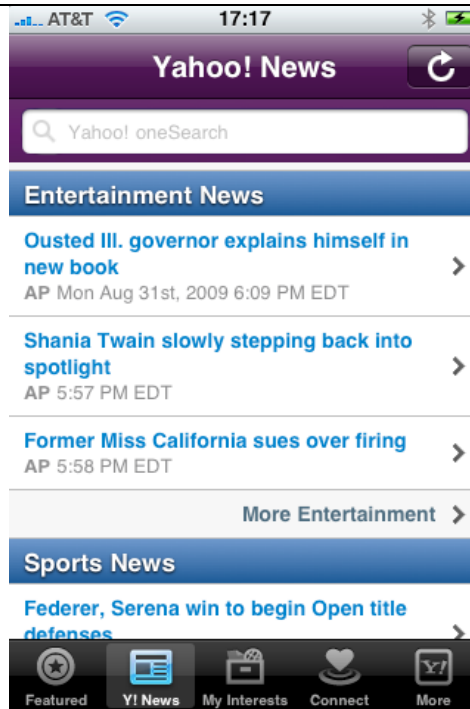 AT&T 17:17
Yahoo! News
Yahoo! oneSearch
Entertainment News
Ousted Ill. governor explains himself in
new book
AP Mon Aug 31st, 2009 6:09 PM EDT
Shania Twain slowly stepping back into
spotlight
AP 5:57 PM EDT
Former Miss California sues over firing
AP 5:58 PM EDT
More Entertainment
Sports News
Federer, Serena win to begin Open title
defenses
Featured Y! News My Interests Connect Y! More